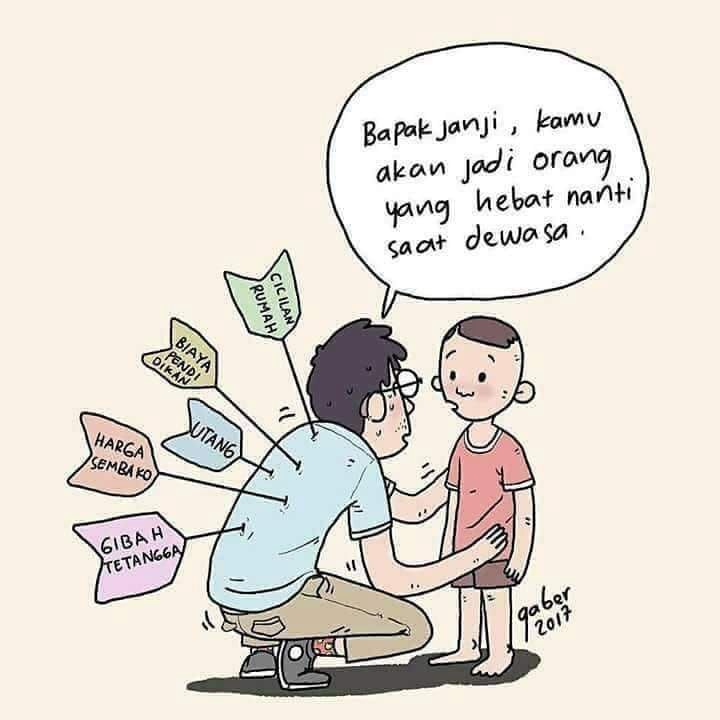 Bapak janji, kamu
akan jadi orang
yang hebat nanti
saat dewasa.
CICILAN
RUMAH
BIAYA
PENDI
DIKAN
UTANG
HARGA
SEMBAKO
GIBAH
TETANGGA
gaber
2017